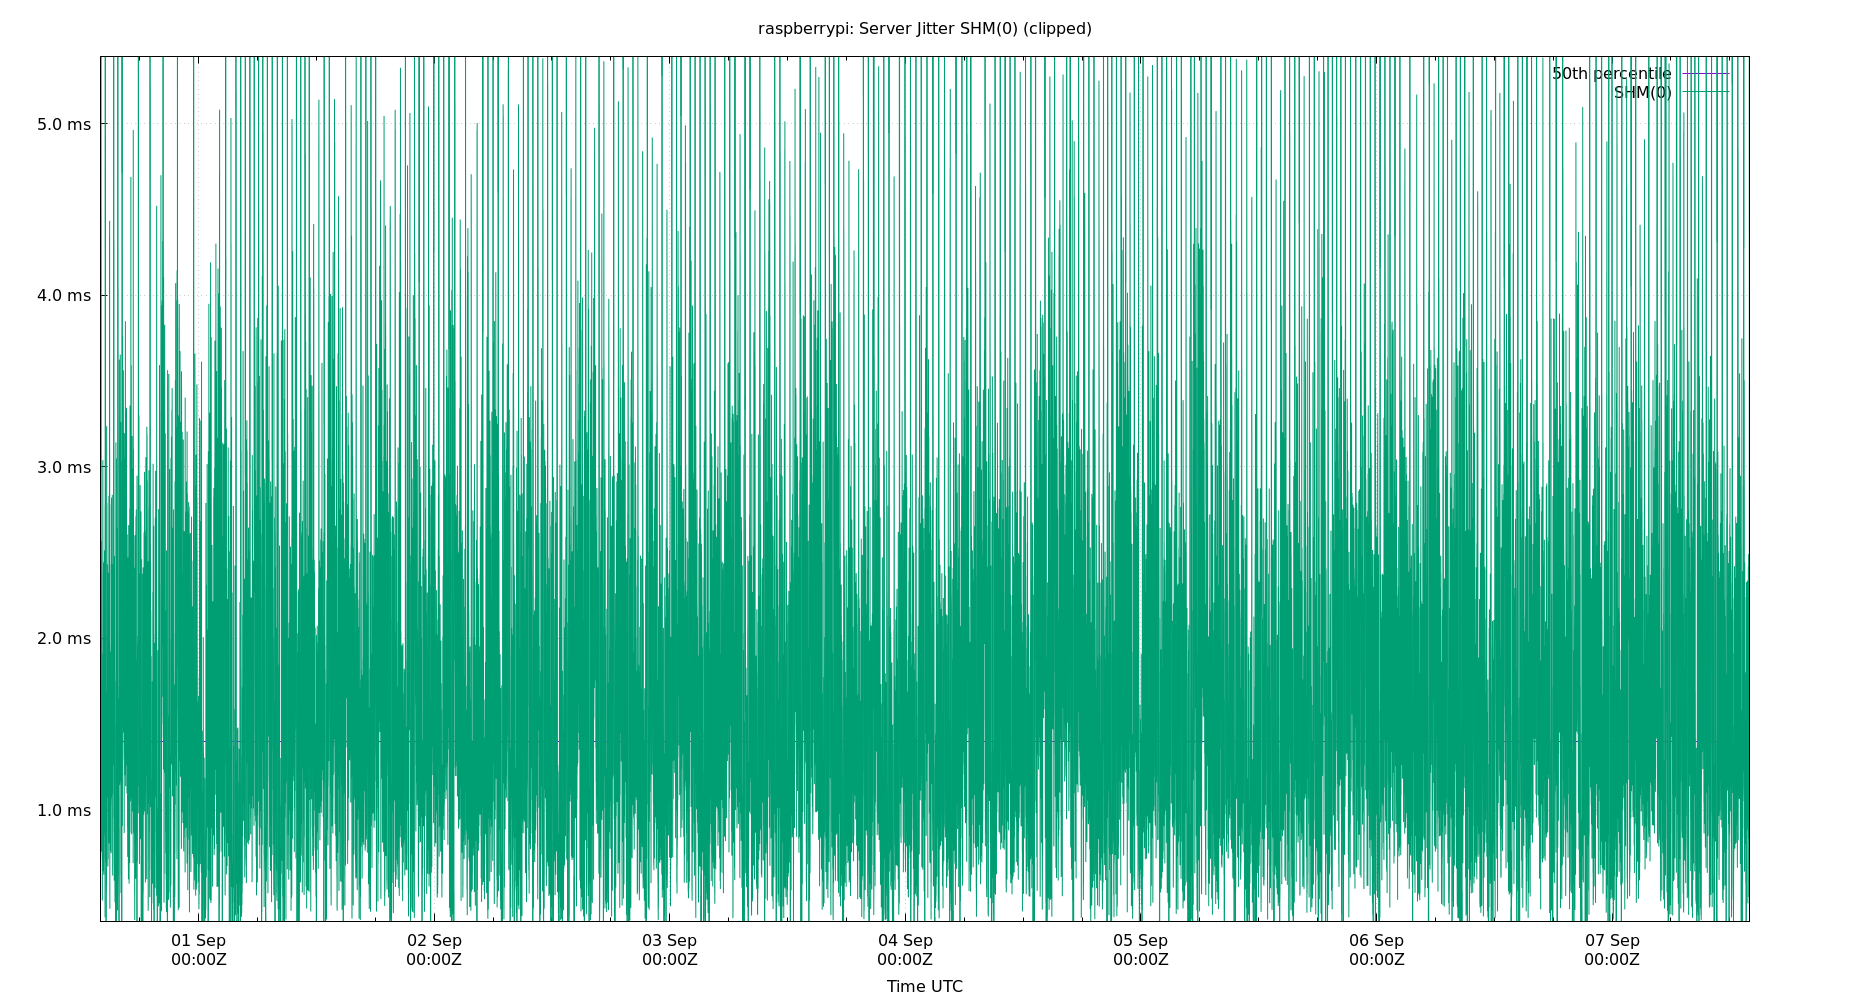 raspberrypi: Server Jitter SHM(0) (clipped)
50th percentile
SHM(0)
5.0 ms
4.0 ms
3.0 ms
2.0 ms
1.0 ms
01 Sep 02 Sep 03 Sep 04 Sep 05 Sep 06 Sep 07 Sep
00:00Z 00:00Z 00:00Z 00:00Z 00:00Z 00:00Z 00:00Z
Time UTC